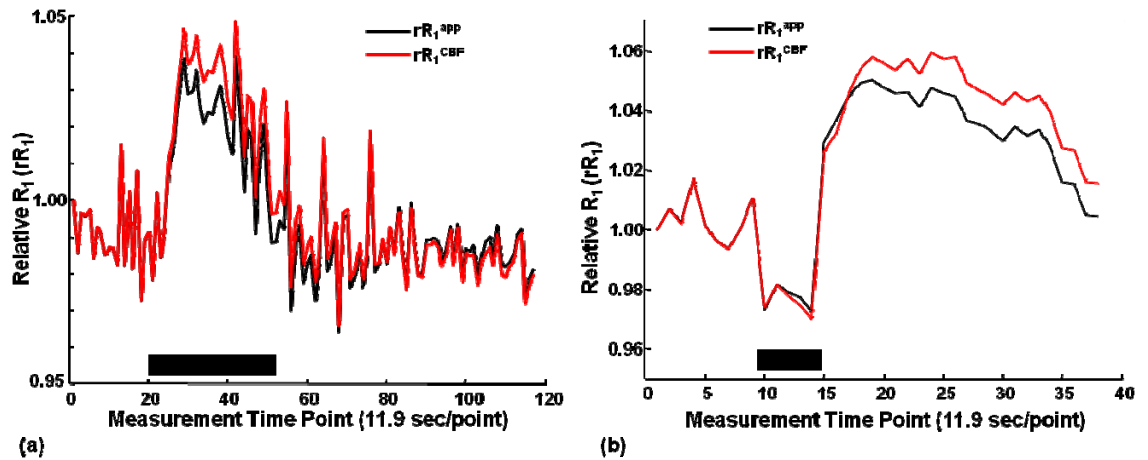 1.05
1.00
0.95
Relative R₁ (rR₁)
rR₁ᵃᵖᵖ
rR₁ᶜᴮᶠ
0 20 40 60 80 100 120
Measurement Time Point (11.9 sec/point)
(a)
1.06
1.04
1.02
1.00
0.98
0.96
Relative R₁ (rR₁)
rR₁ᵃᵖᵖ
rR₁ᶜᴮᶠ
0 5 10 15 20 25 30 35 40
Measurement Time Point (11.9 sec/point)
(b)